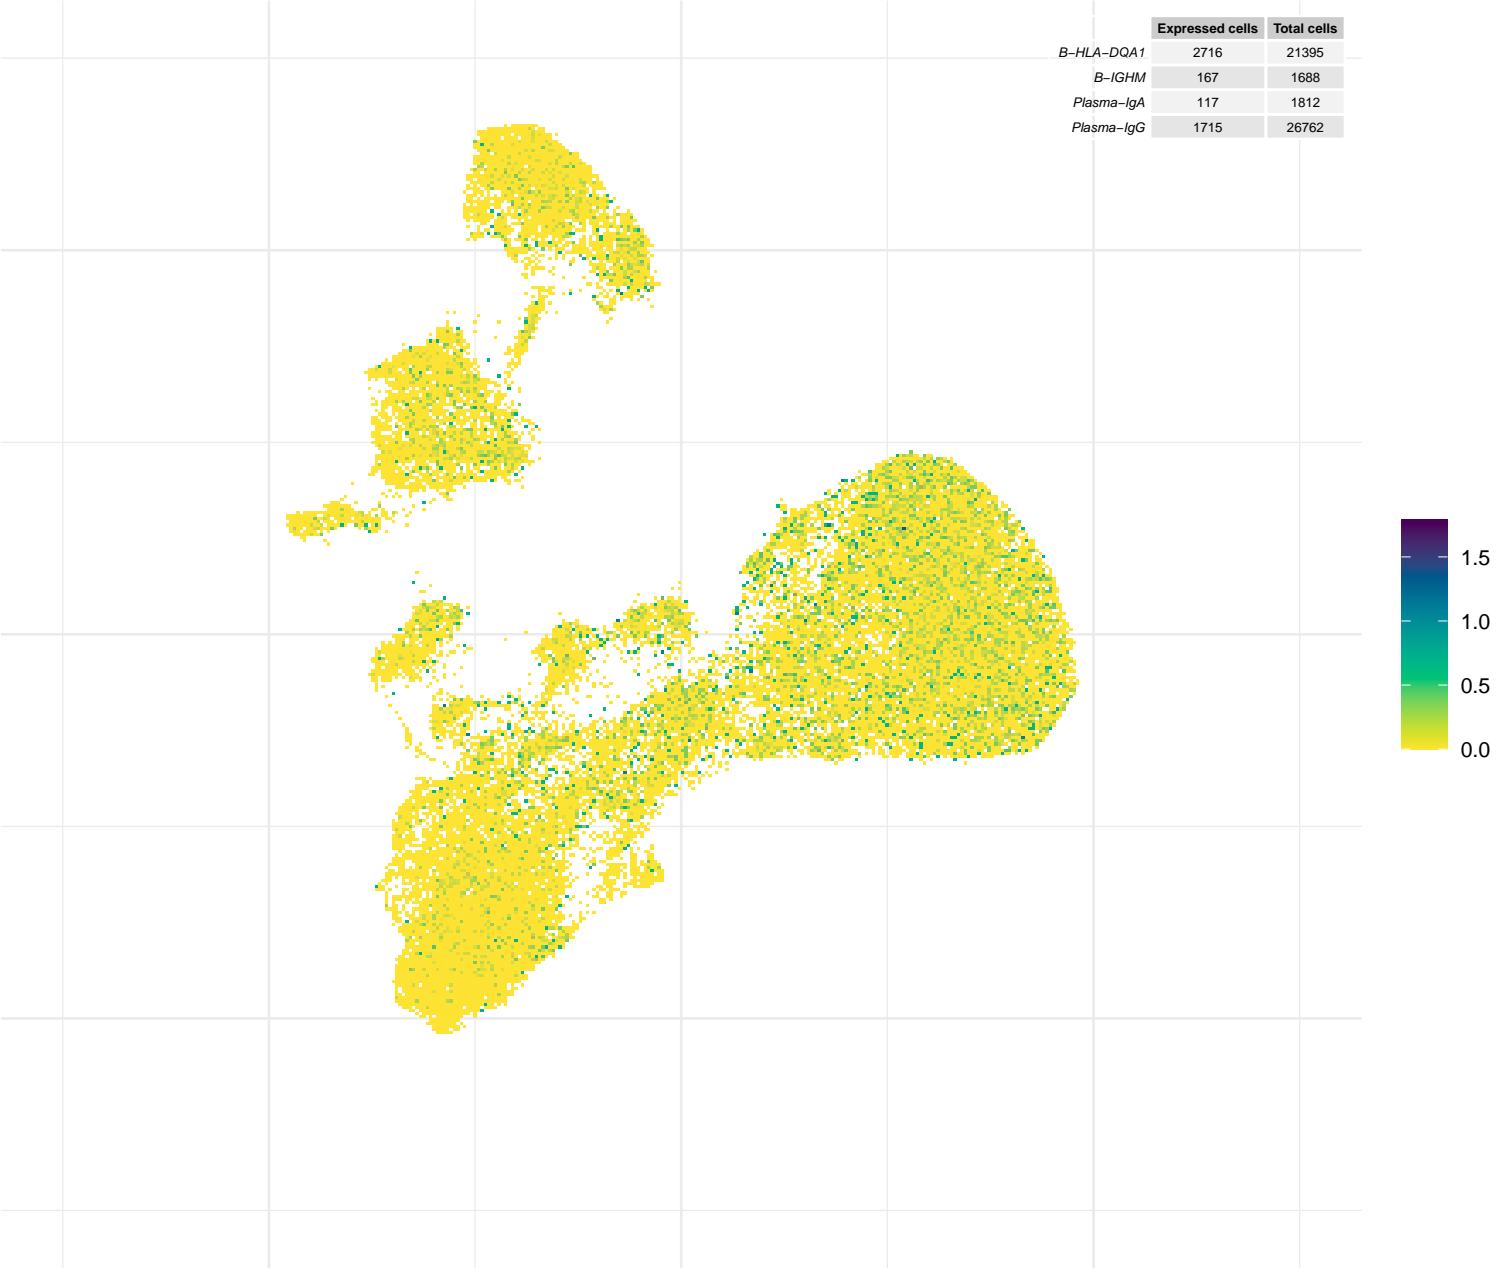 Expressed cells Total cells
B−HLA−DQA1 2716 21395
B−IGHM 167 1688
Plasma−IgA 117 1812
Plasma−IgG 1715 26762
1.5
1.0
0.5
0.0